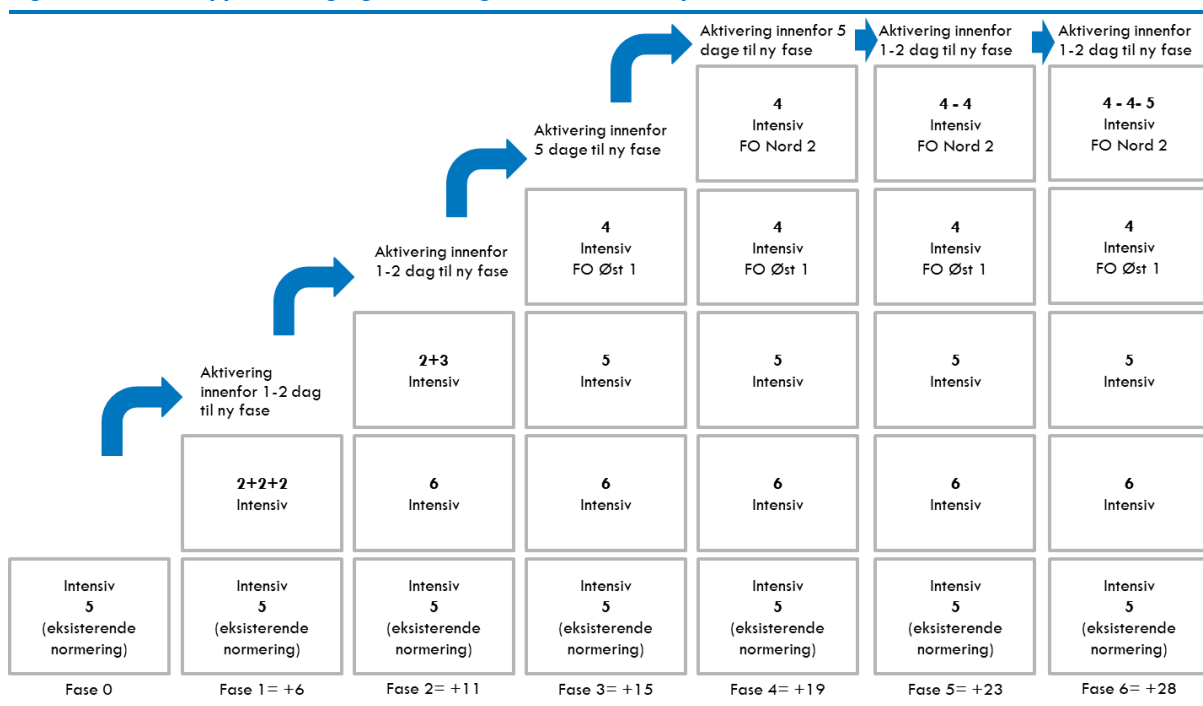 Aktivering innenfor 5
dage til ny fase
Aktivering innenfor
1-2 dag til ny fase
Aktivering innenfor
1-2 dag til ny fase
4
Intensiv
FO Nord 2
4 - 4
Intensiv
FO Nord 2
4 - 4- 5
Intensiv
FO Nord 2
Aktivering innenfor
5 dage til ny fase
4
Intensiv
FO Øst 1
4
Intensiv
FO Øst 1
4
Intensiv
FO Øst 1
4
Intensiv
FO Øst 1
Aktivering innenfor
1-2 dag til ny fase
2+3
Intensiv
5
Intensiv
5
Intensiv
5
Intensiv
5
Intensiv
Aktivering
innenfor 1-2 dag
til ny fase
2+2+2
Intensiv
6
Intensiv
6
Intensiv
6
Intensiv
6
Intensiv
6
Intensiv
Intensiv
5
(eksisterende
normering)
Intensiv
5
(eksisterende
normering)
Intensiv
5
(eksisterende
normering)
Intensiv
5
(eksisterende
normering)
Intensiv
5
(eksisterende
normering)
Intensiv
5
(eksisterende
normering)
Intensiv
5
(eksisterende
normering)
Fase 0
Fase 1= +6
Fase 2= +11
Fase 3= +15
Fase 4= +19
Fase 5= +23
Fase 6= +28